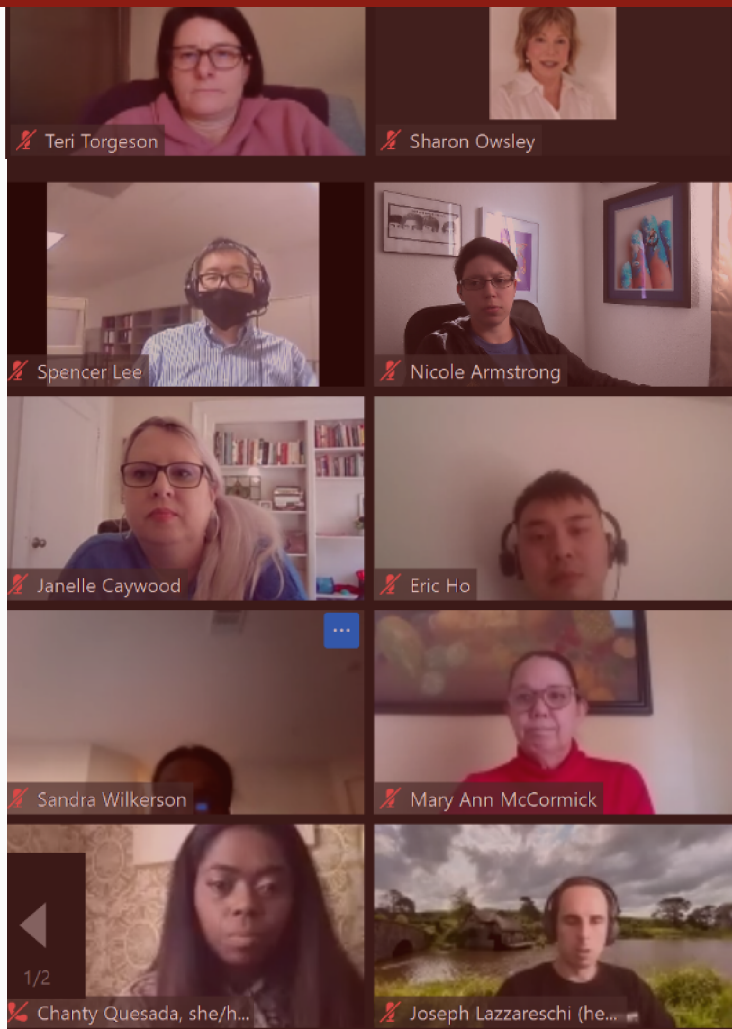 Teri Torgeson
Sharon Owsley
Spencer Lee
Nicole Armstrong
Janelle Caywood
Eric Ho
Sandra Wilkerson
Mary Ann McCormick
1/2
Chanty Quesada, she/h...
Joseph Lazzareschi (he...